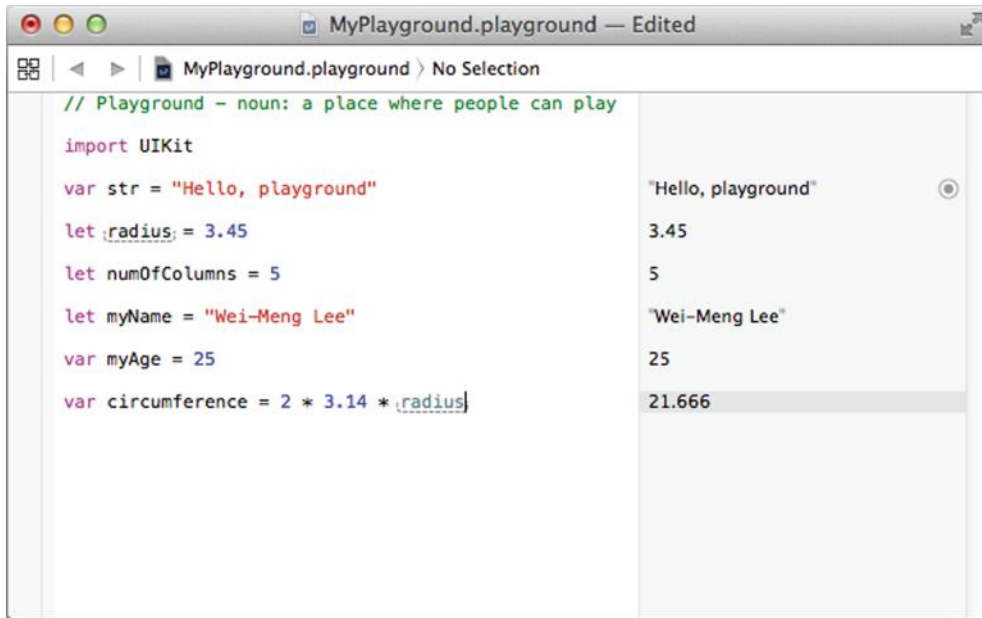 MyPlayground.playground — Edited
MyPlayground.playground 〉 No Selection
// Playground – noun: a place where people can play
import UIKit
var str = "Hello, playground" "Hello, playground"
let radius = 3.45 3.45
let numOfColumns = 5 5
let myName = "Wei-Meng Lee" "Wei-Meng Lee"
var myAge = 25 25
var circumference = 2 * 3.14 * radius 21.666